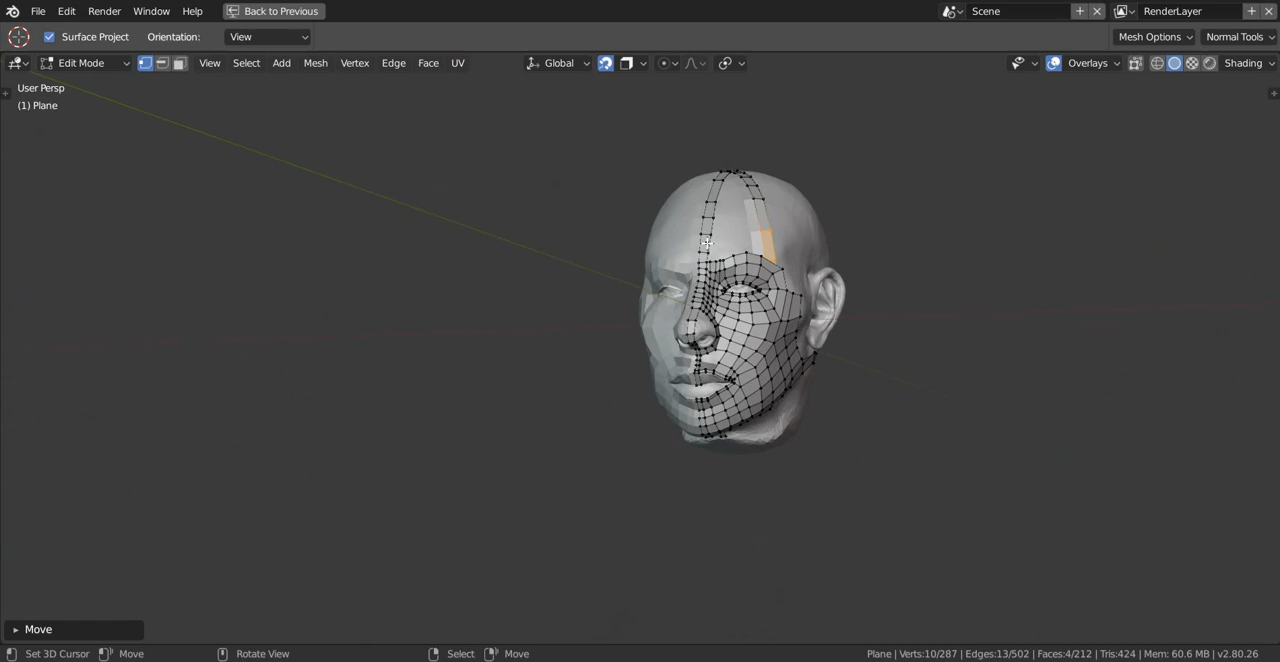 File Edit Render Window Help Back to Previous Scene RenderLayer
Surface Project Orientation: View Mesh Options Normal Tools
Edit Mode View Select Add Mesh Vertex Edge Face UV Global Overlays Shading
User Persp
(1) Plane
Move
Set 3D Cursor Move Rotate View Select Move Plane | Verts:10/287 | Edges:13/502 | Faces:4/212 | Tris:424 | Mem: 60.6 MB | v2.80.26